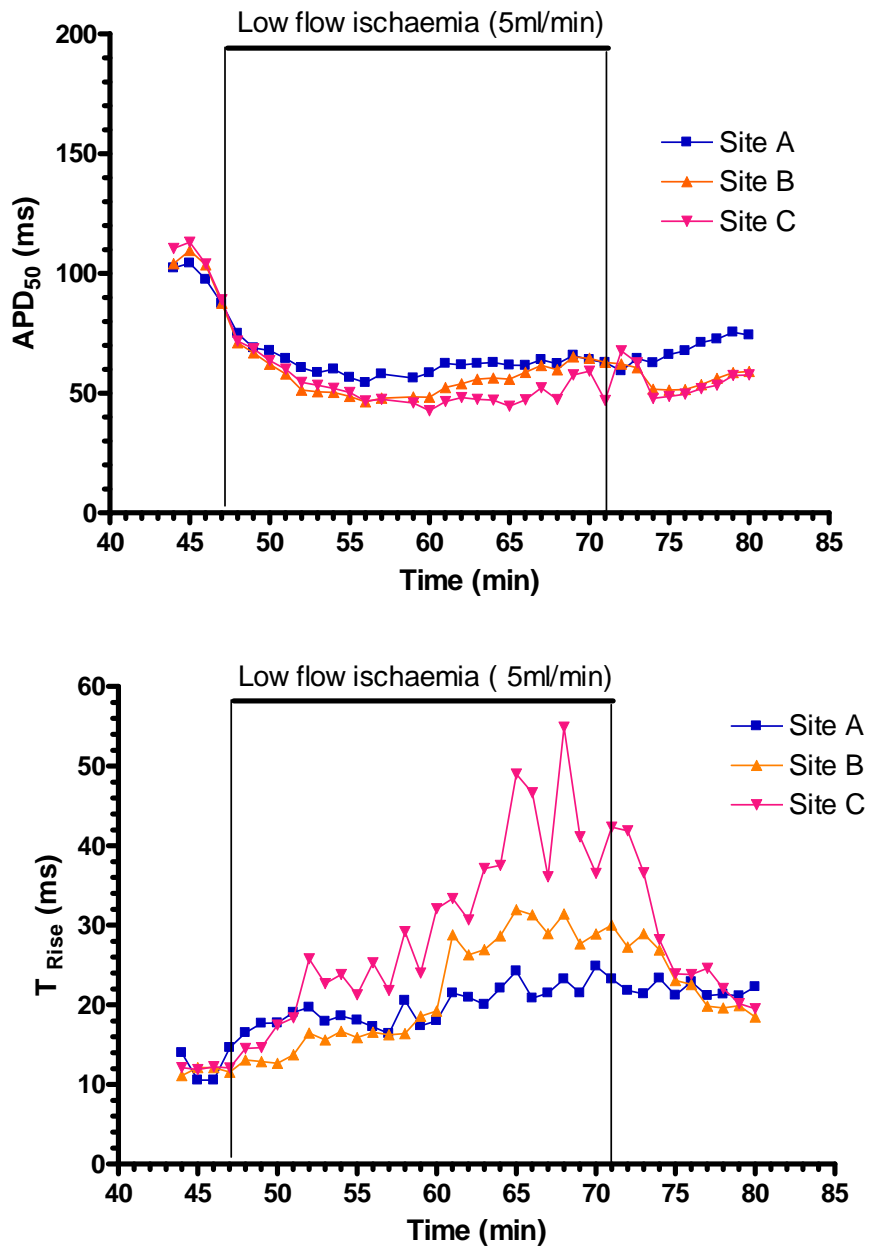 Low flow ischaemia (5ml/min)
200
150
100
50
0
APD50 (ms)
Site A
Site B
Site C
40 45 50 55 60 65 70 75 80 85
Time (min)
Low flow ischaemia ( 5ml/min)
60
50
40
30
20
10
0
T Rise (ms)
Site A
Site B
Site C
40 45 50 55 60 65 70 75 80 85
Time (min)